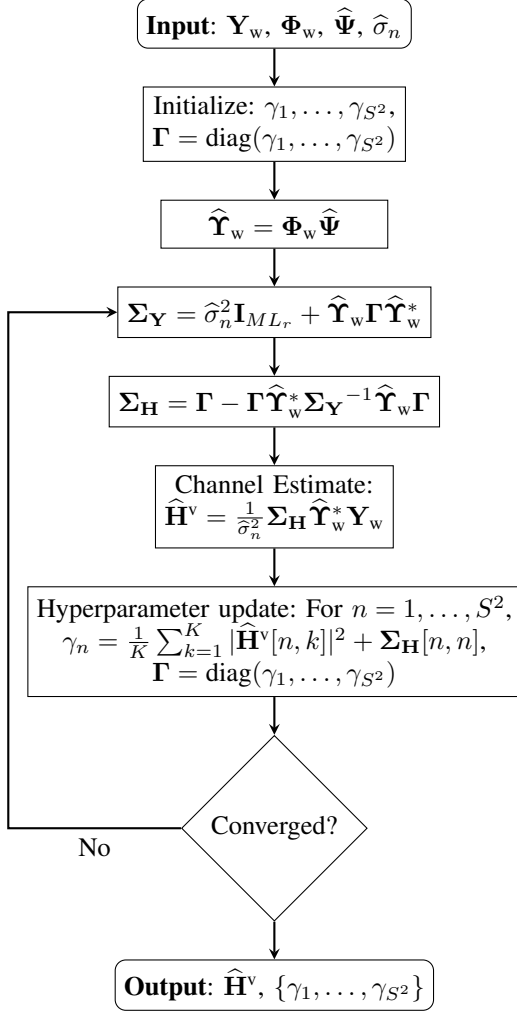 Input: Y_w, Φ_w, Ψ̂, σ̂_n
Initialize: γ_1, . . . , γ_{S^2},
Γ = diag(γ_1, . . . , γ_{S^2})
Υ̂_w = Φ_w Ψ̂
Σ_Y = σ̂_n^2 I_{ML_r} + Υ̂_w Γ Υ̂_w^*
Σ_H = Γ − Γ Υ̂_w^* Σ_Y^{−1} Υ̂_w Γ
Channel Estimate:
Ĥ^v = \frac{1}{σ̂_n^2} Σ_H Υ̂_w^* Y_w
Hyperparameter update: For n = 1, . . . , S^2,
γ_n = \frac{1}{K} ∑_{k=1}^{K} |Ĥ^v[n, k]|^2 + Σ_H[n, n],
Γ = diag(γ_1, . . . , γ_{S^2})
Converged?
No
Output: Ĥ^v, {γ_1, . . . , γ_{S^2}}